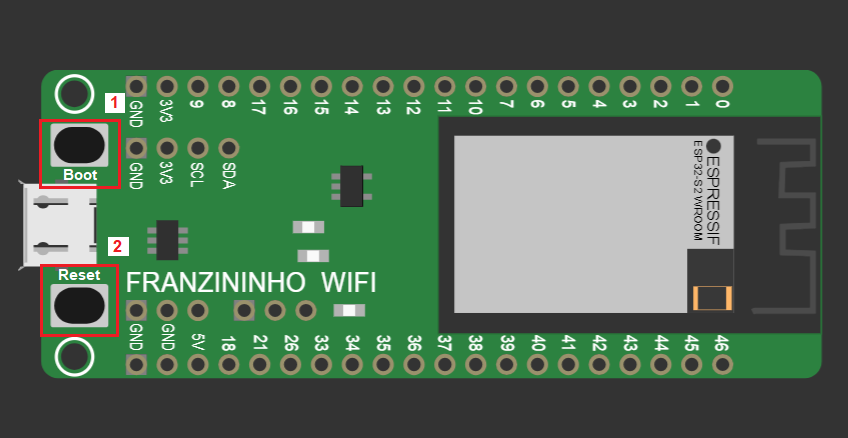 1
GND
3V3
9
8
17
16
15
14
13
12
11
10
7
6
5
4
3
2
1
0
Boot
GND
3V3
SCL
SDA
ESPRESSIF
ESP32-S2 WROOM
2
Reset
FRANZININHO WIFI
GND
GND
5V
18
21
26
33
34
35
36
37
38
39
40
41
42
43
44
45
46